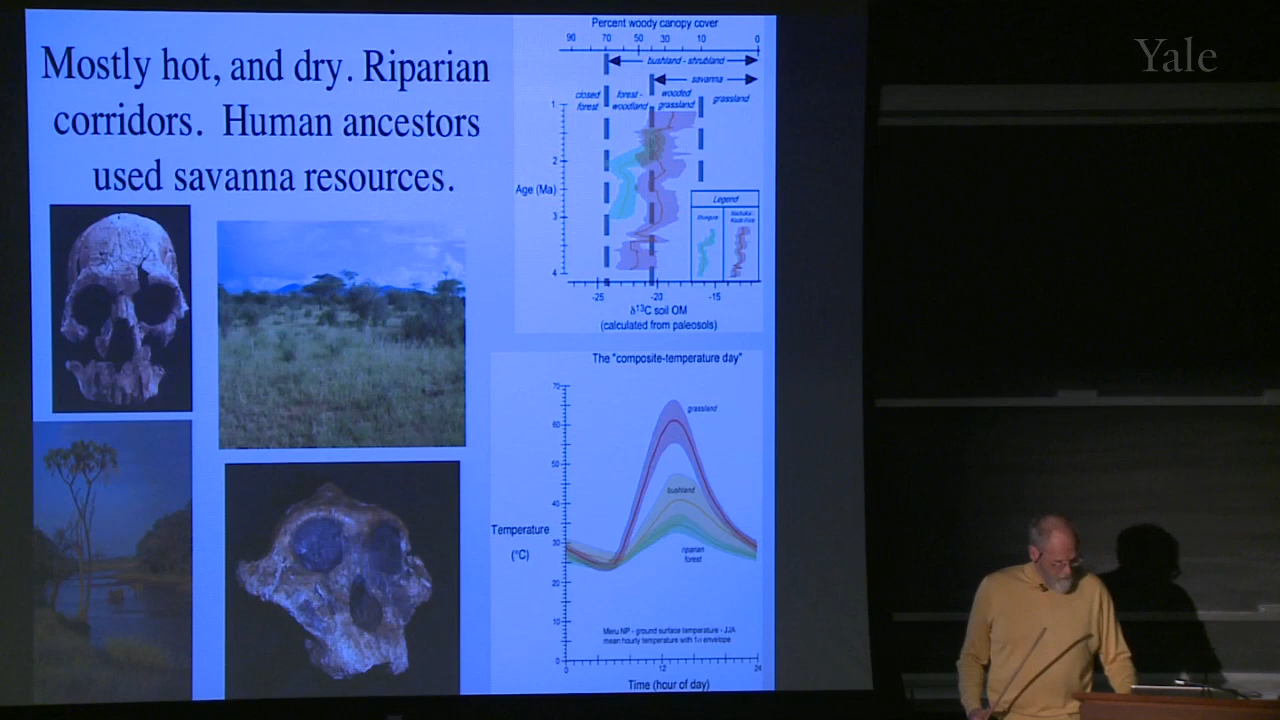 Yale
Mostly hot, and dry. Riparian
corridors. Human ancestors
used savanna resources.
Percent woody canopy cover
90 70 50 30 10 0
bushland - shrubland
savanna
closed forest
forest - woodland
wooded grassland
grassland
1
2
Age (Ma)
3
4
Legend
-25 -20 -15
δ13C soil OM
(calculated from paleosols)
The "composite-temperature day"
70
grassland
50
bushland
40
Temperature
(°C)
30
riparian
forest
20
10
Meru NP - ground surface temperature - JJA
mean hourly temperature with 1σ envelope
0
0 12 24
Time (hour of day)